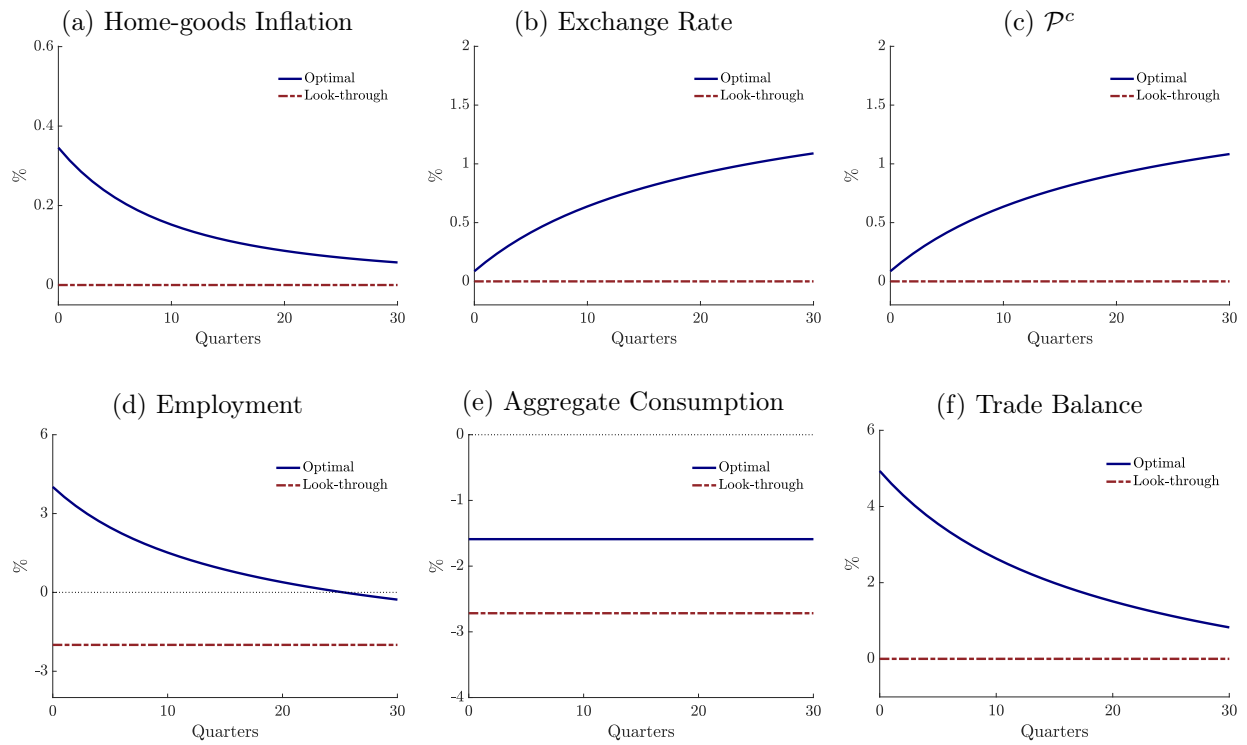 (a) Home-goods Inflation
0.6
0.4
0.2
0
%
0 10 20 30
Quarters
Optimal
Look-through
(b) Exchange Rate
2
1.5
1
0.5
0
%
0 10 20 30
Quarters
Optimal
Look-through
(c) 𝒫ᶜ
2
1.5
1
0.5
0
%
0 10 20 30
Quarters
Optimal
Look-through
(d) Employment
6
3
0
-3
%
0 10 20 30
Quarters
Optimal
Look-through
(e) Aggregate Consumption
0
-1
-2
-3
-4
%
0 10 20 30
Quarters
Optimal
Look-through
(f) Trade Balance
6
4
2
0
%
0 10 20 30
Quarters
Optimal
Look-through